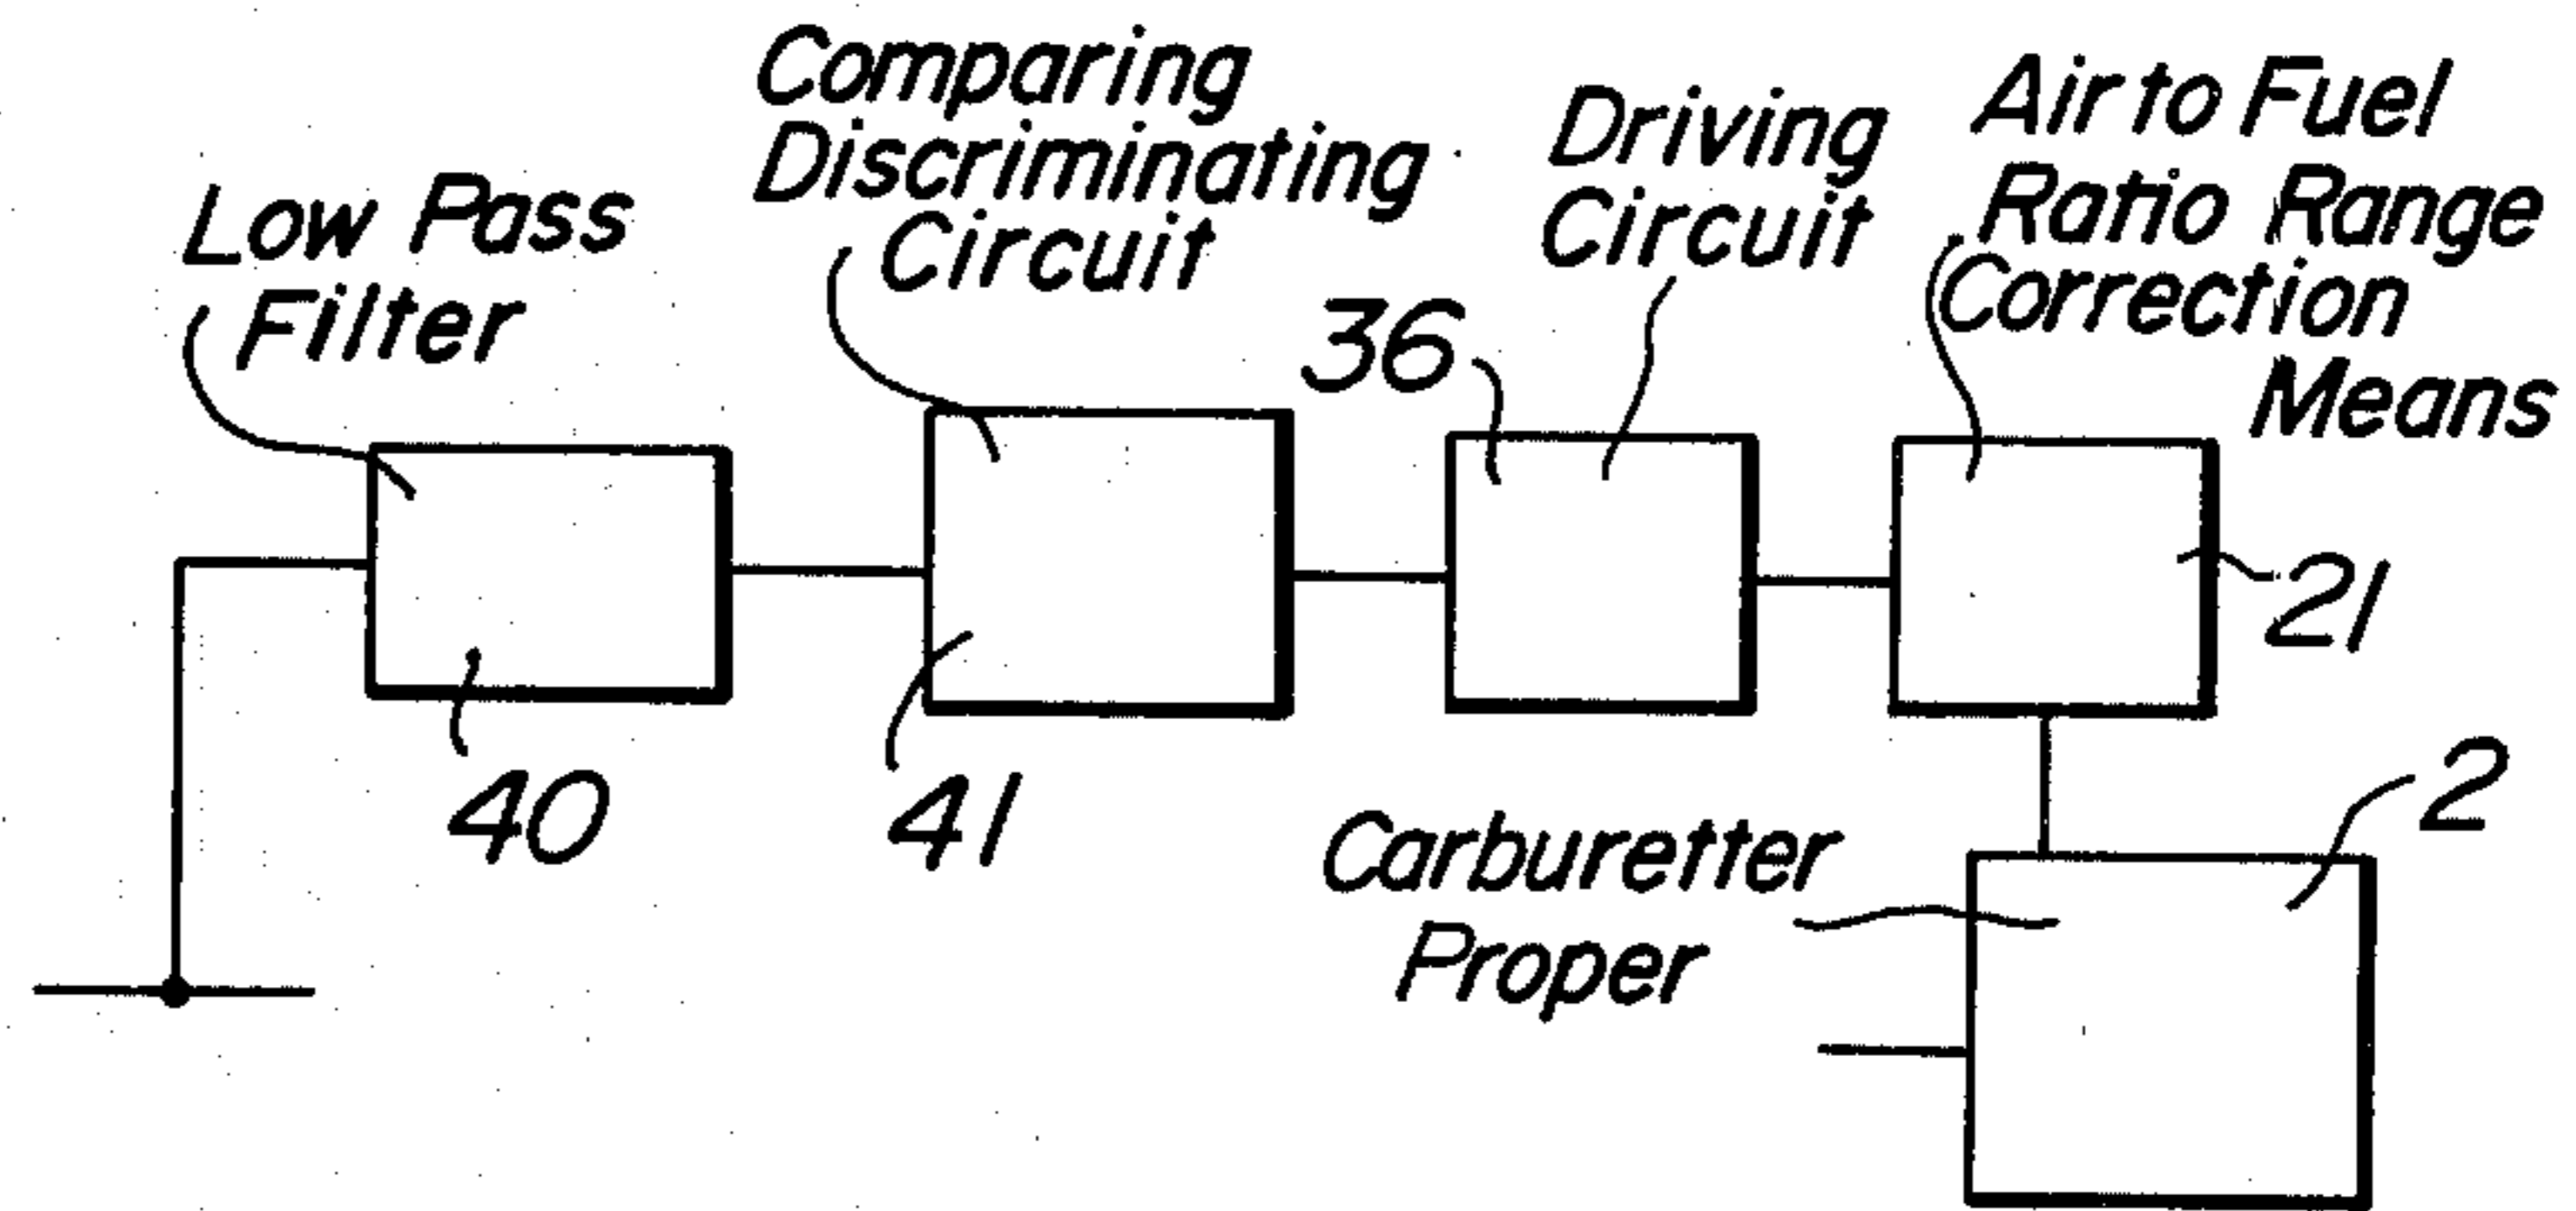 Low Pass
Filter
Comparing
Discriminating
Circuit
Driving
Circuit
Air to Fuel
Ratio Range
Correction
Means
36
21
40
41
2
Carburetter
Proper